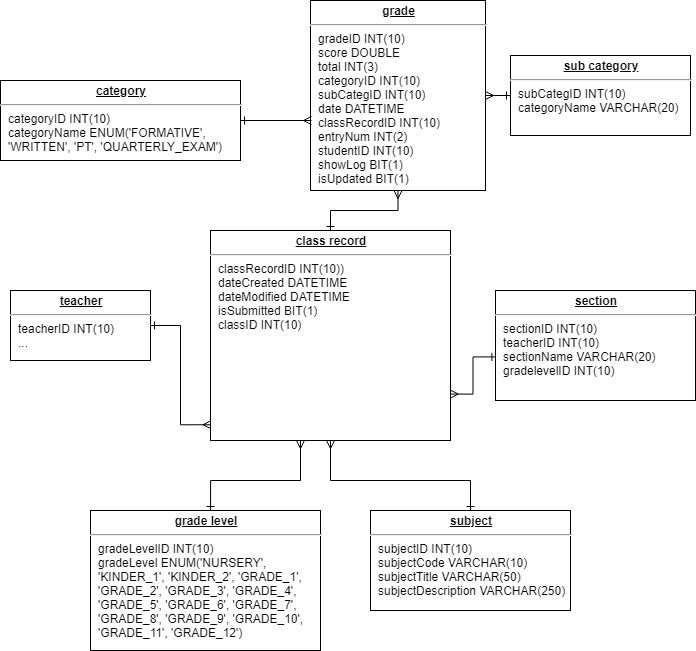 grade
gradeID INT(10)
score DOUBLE
total INT(3)
categoryID INT(10)
subCategID INT(10)
date DATETIME
classRecordID INT(10)
entryNum INT(2)
studentID INT(10)
showLog BIT(1)
isUpdated BIT(1)
sub category
subCategID INT(10)
categoryName VARCHAR(20)
category
categoryID INT(10)
categoryName ENUM('FORMATIVE',
'WRITTEN', 'PT', 'QUARTERLY_EXAM')
class record
classRecordID INT(10))
dateCreated DATETIME
dateModified DATETIME
isSubmitted BIT(1)
classID INT(10)
teacher
teacherID INT(10)
...
section
sectionID INT(10)
teacherID INT(10)
sectionName VARCHAR(20)
gradelevelID INT(10)
grade level
gradeLevelID INT(10)
gradeLevel ENUM('NURSERY',
'KINDER_1', 'KINDER_2', 'GRADE_1',
'GRADE_2', 'GRADE_3', 'GRADE_4',
'GRADE_5', 'GRADE_6', 'GRADE_7',
'GRADE_8', 'GRADE_9', 'GRADE_10',
'GRADE_11', 'GRADE_12')
subject
subjectID INT(10)
subjectCode VARCHAR(10)
subjectTitle VARCHAR(50)
subjectDescription VARCHAR(250)